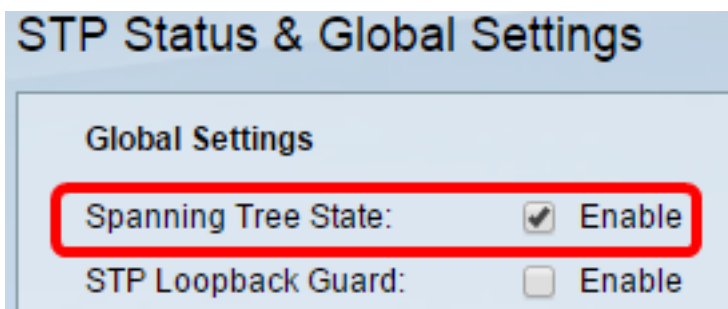 STP Status & Global Settings
Global Settings
Spanning Tree State: Enable
STP Loopback Guard: Enable